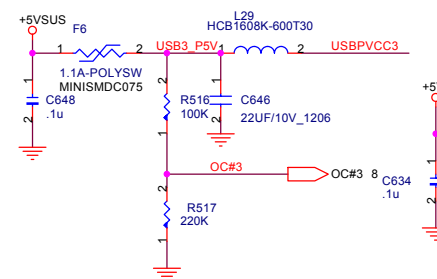 +5VSUS
F6
L29
HCB1608K-600T30
1
2
USB3_P5V
1
2
USBPVCC3
1.1A-POLYSW
MINISMDC075
1
2
C648
.1u
2
1
R516
100K
1
2
C646
22UF/10V_1206
+5V
OC#3
OC#3
8
2
1
R517
220K
C634
.1u
1
2